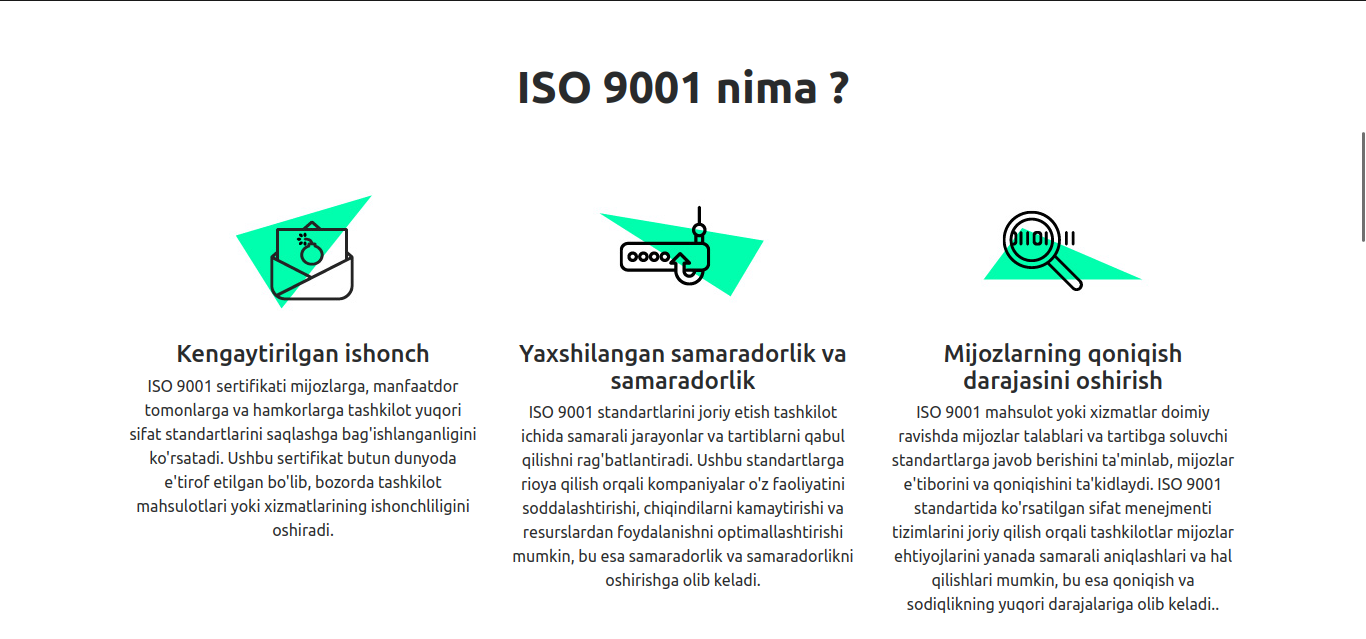 ISO 9001 nima ?
Kengaytirilgan ishonch
ISO 9001 sertifikati mijozlarga, manfaatdor
tomonlarga va hamkorlarga tashkilot yuqori
sifat standartlarini saqlashga bag'ishlanganligini
ko'rsatadi. Ushbu sertifikat butun dunyoda
e'tirof etilgan bo'lib, bozorda tashkilot
mahsulotlari yoki xizmatlarining ishonchliligini
oshiradi.
Yaxshilangan samaradorlik va
samaradorlik
ISO 9001 standartlarini joriy etish tashkilot
ichida samarali jarayonlar va tartiblarni qabul
qilishni rag'batlantiradi. Ushbu standartlarga
rioya qilish orqali kompaniyalar o'z faoliyatini
soddalashtirishi, chiqindilarni kamaytirishi va
resurslardan foydalanishni optimallashtirishi
mumkin, bu esa samaradorlik va samaradorlikni
oshirishga olib keladi.
Mijozlarning qoniqish
darajasini oshirish
ISO 9001 mahsulot yoki xizmatlar doimiy
ravishda mijozlar talablari va tartibga soluvchi
standartlarga javob berishini ta'minlab, mijozlar
e'tiborini va qoniqishini ta'kidlaydi. ISO 9001
standartida ko'rsatilgan sifat menejmenti
tizimlarini joriy qilish orqali tashkilotlar mijozlar
ehtiyojlarini yanada samarali aniqlashlari va hal
qilishlari mumkin, bu esa qoniqish va
sodiqlikning yuqori darajalariga olib keladi..